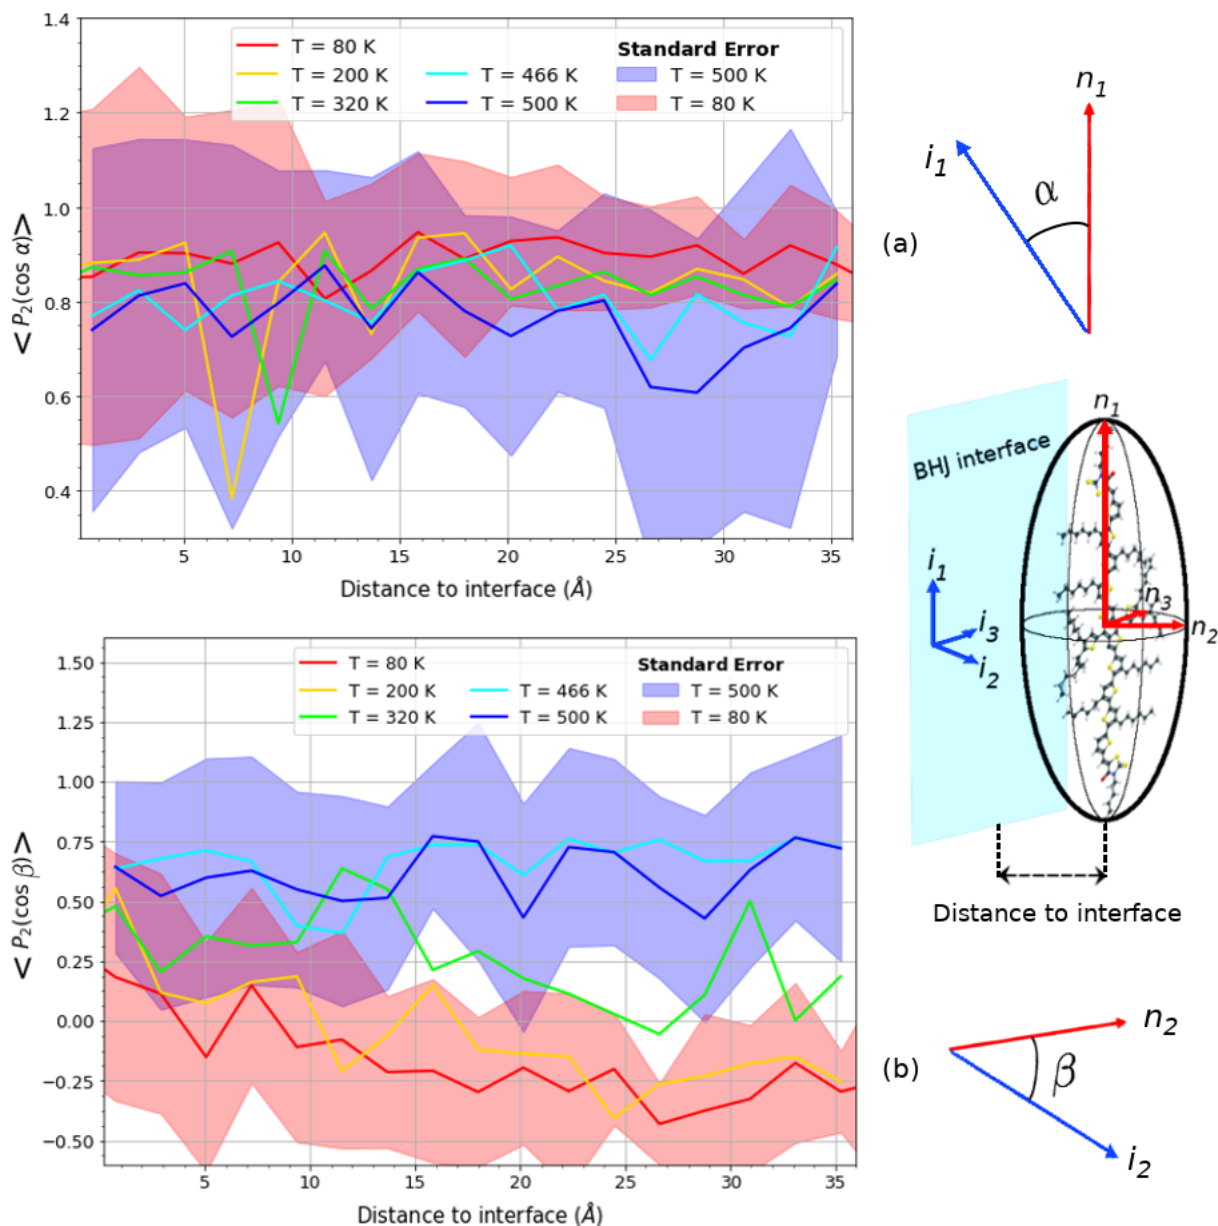 1.4
1.2
1.0
0.8
0.6
0.4
< P2(cos α)>
T = 80 K
T = 200 K
T = 320 K
T = 466 K
T = 500 K
Standard Error
T = 500 K
T = 80 K
5 10 15 20 25 30 35
Distance to interface (Å)
n1
i1
α
(a)
BHJ interface
n1
n3
n2
i1
i3
i2
Distance to interface
1.50
1.25
1.00
0.75
0.50
0.25
0.00
−0.25
−0.50
< P2(cos β)>
T = 80 K
T = 200 K
T = 320 K
T = 466 K
T = 500 K
Standard Error
T = 500 K
T = 80 K
5 10 15 20 25 30 35
Distance to interface (Å)
(b)
n2
β
i2